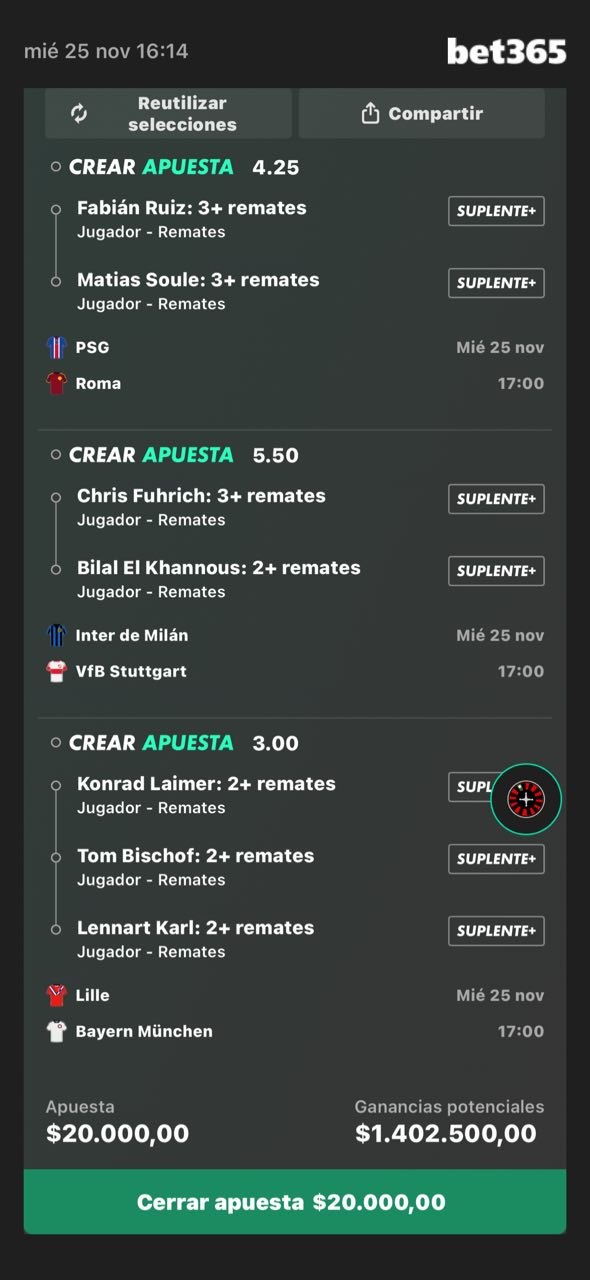 mié 25 nov 16:14
bet365
Reutilizar
selecciones
Compartir
CREAR APUESTA 4.25
Fabián Ruiz: 3+ remates
SUPLENTE+
Jugador - Remates
Matias Soule: 3+ remates
SUPLENTE+
Jugador - Remates
PSG
Mié 25 nov
Roma
17:00
CREAR APUESTA 5.50
Chris Fuhrich: 3+ remates
SUPLENTE+
Jugador - Remates
Bilal El Khannous: 2+ remates
SUPLENTE+
Jugador - Remates
Inter de Milán
Mié 25 nov
VfB Stuttgart
17:00
CREAR APUESTA 3.00
Konrad Laimer: 2+ remates
SUPL
Jugador - Remates
Tom Bischof: 2+ remates
SUPLENTE+
Jugador - Remates
Lennart Karl: 2+ remates
SUPLENTE+
Jugador - Remates
Lille
Mié 25 nov
Bayern München
17:00
Apuesta
Ganancias potenciales
$20.000,00
$1.402.500,00
Cerrar apuesta $20.000,00